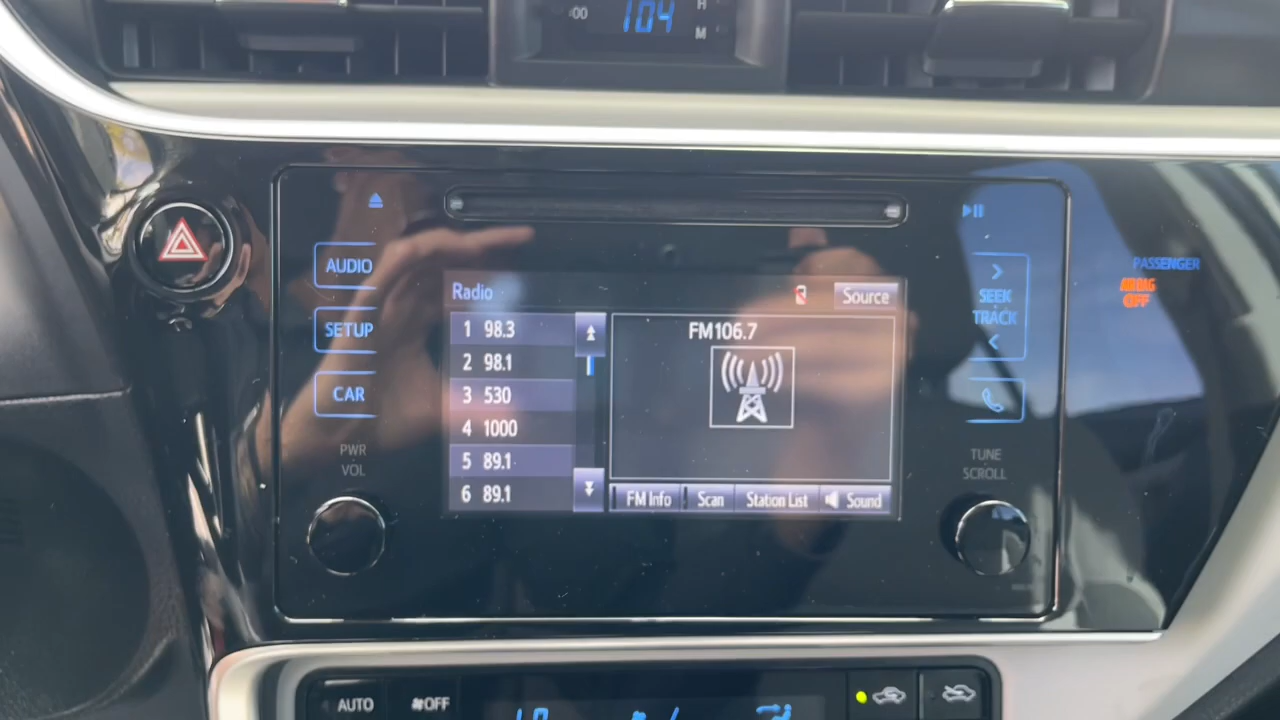 :00 104 H
M
AUDIO
SETUP
CAR
PWR
VOL
Radio
Source
1 98.3
2 98.1
3 530
4 1000
5 89.1
6 89.1
FM106.7
FM Info
Scan
Station List
Sound
SEEK
TRACK
TUNE
SCROLL
PASSENGER
AIRBAG
OFF
AUTO
OFF